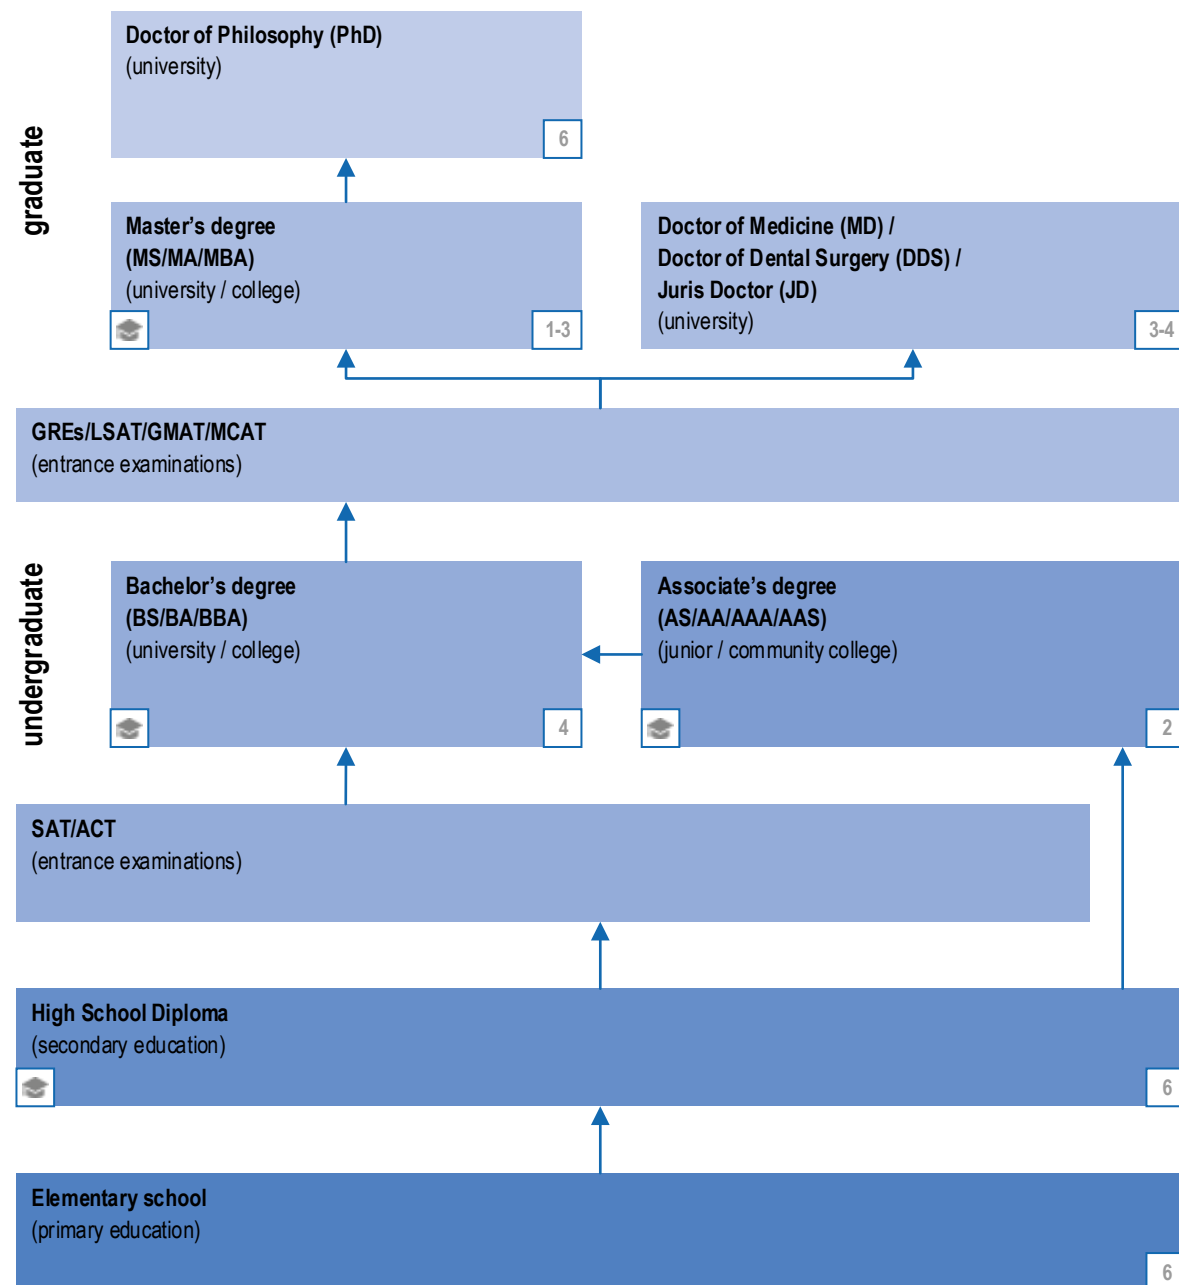 Doctor of Philosophy (PhD)
(university)
6
graduate
Master's degree
(MS/MA/MBA)
(university / college)
1-3
Doctor of Medicine (MD) /
Doctor of Dental Surgery (DDS) /
Juris Doctor (JD)
(university)
3-4
GREs/LSAT/GMAT/MCAT
(entrance examinations)
undergraduate
Bachelor's degree
(BS/BA/BBA)
(university / college)
4
Associate's degree
(AS/AA/AAA/AAS)
(junior / community college)
2
SAT/ACT
(entrance examinations)
High School Diploma
(secondary education)
6
Elementary school
(primary education)
6